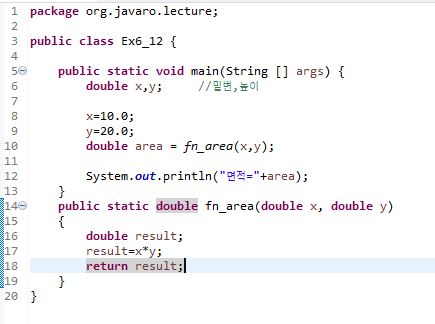 1 package org.javaro.lecture;
2
3 public class Ex6_12 {
4
5 public static void main(String [] args) {
6 double x,y; //밑변,높이
7
8 x=10.0;
9 y=20.0;
10 double area = fn_area(x,y);
11
12 System.out.println("면적="+area);
13 }
14 public static double fn_area(double x, double y)
15 {
16 double result;
17 result=x*y;
18 return result;
19 }
20 }